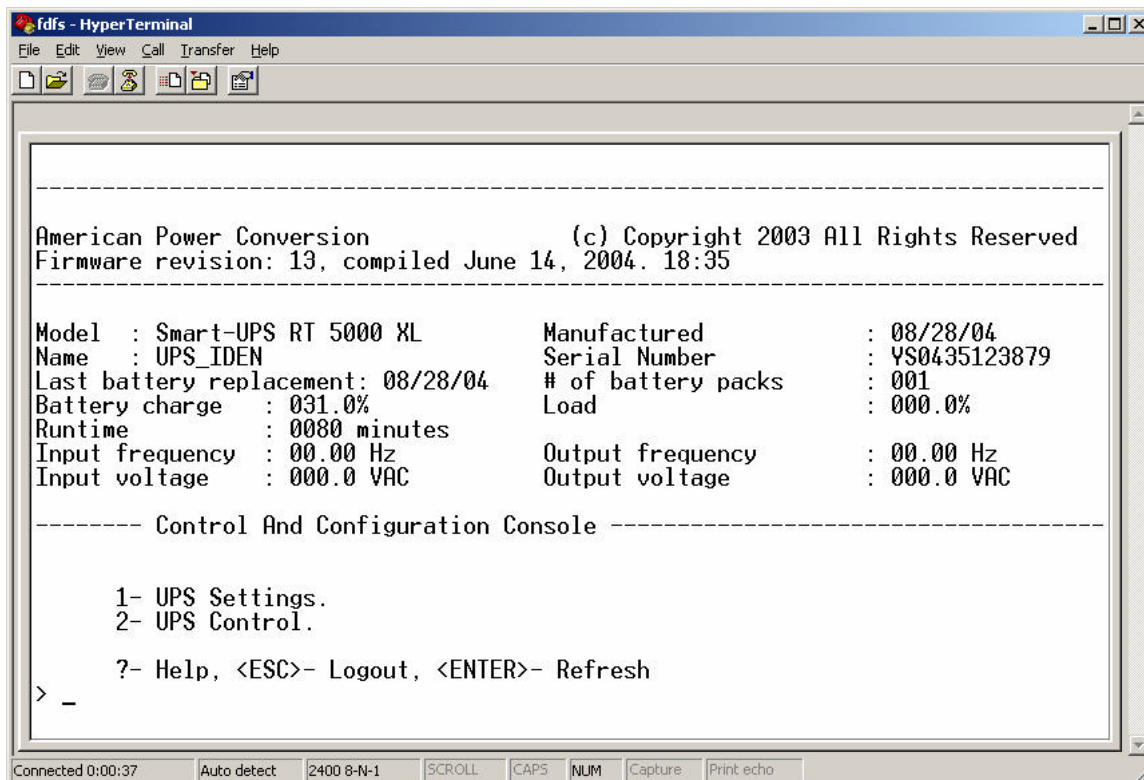 fdfs - HyperTerminal
File Edit View Call Transfer Help
--------------------------------------------------------------------------------
American Power Conversion (c) Copyright 2003 All Rights Reserved
Firmware revision: 13, compiled June 14, 2004. 18:35
--------------------------------------------------------------------------------
Model : Smart-UPS RT 5000 XL Manufactured : 08/28/04
Name : UPS_IDEN Serial Number : YS0435123879
Last battery replacement: 08/28/04 # of battery packs : 001
Battery charge : 031.0% Load : 000.0%
Runtime : 0080 minutes
Input frequency : 00.00 Hz Output frequency : 00.00 Hz
Input voltage : 000.0 VAC Output voltage : 000.0 VAC
-------- Control And Configuration Console -------------------------------------
1- UPS Settings.
2- UPS Control.
?- Help, <ESC>- Logout, <ENTER>- Refresh
> _
Connected 0:00:37 Auto detect 2400 8-N-1 SCROLL CAPS NUM Capture Print echo